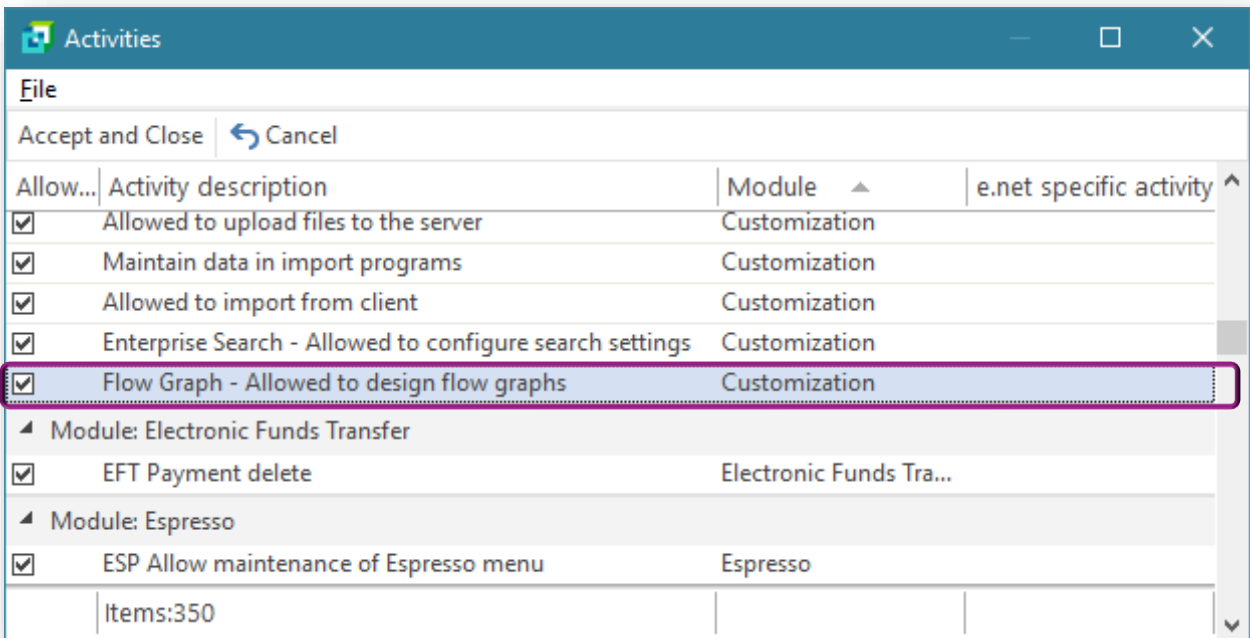 Activities
File
Accept and Close Cancel
Allow... Activity description Module e.net specific activity
Allowed to upload files to the server Customization
Maintain data in import programs Customization
Allowed to import from client Customization
Enterprise Search - Allowed to configure search settings Customization
Flow Graph - Allowed to design flow graphs Customization
Module: Electronic Funds Transfer
EFT Payment delete Electronic Funds Tra...
Module: Espresso
ESP Allow maintenance of Espresso menu Espresso
Items:350